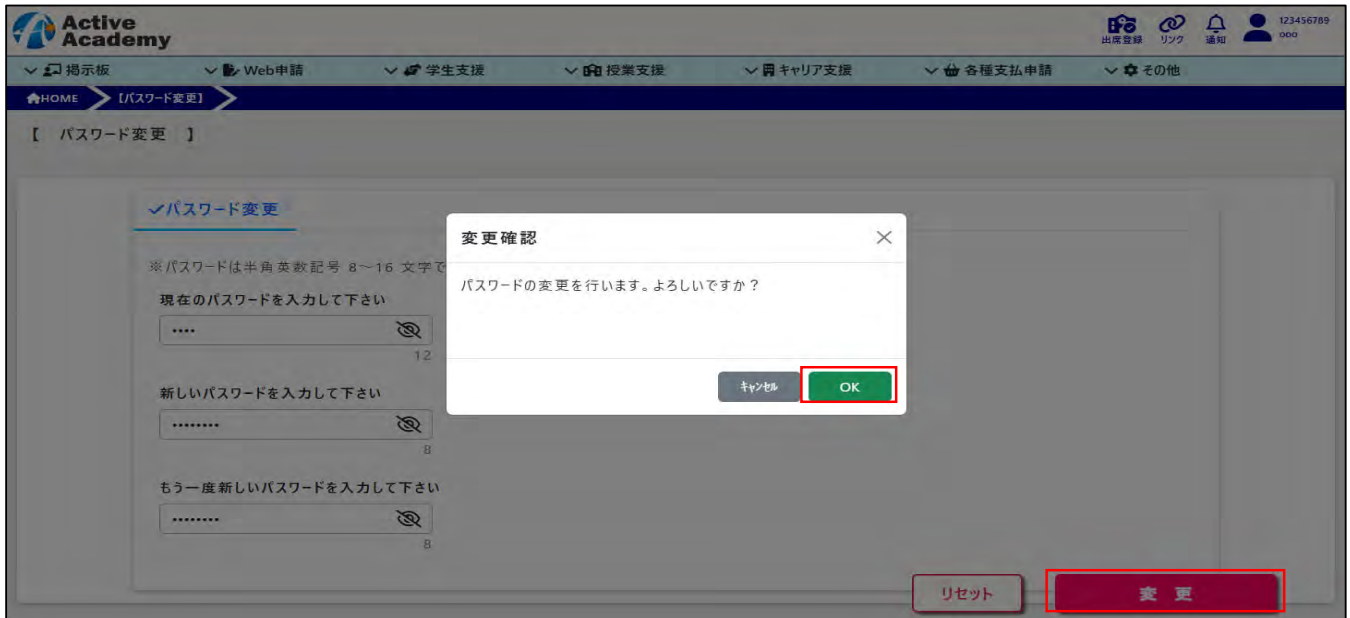 Active
Academy
出席登録 リンク 通知 123456789
ooo
掲示板 Web申請 学生支援 授業支援 キャリア支援 各種支払申請 その他
HOME 【パスワード変更】
【 パスワード変更 】
パスワード変更
※パスワードは半角英数記号 8～16 文字で
現在のパスワードを入力して下さい
••••
12
新しいパスワードを入力して下さい
••••••••
8
もう一度新しいパスワードを入力して下さい
••••••••
8
変更確認
パスワードの変更を行います。よろしいですか？
ｷｬﾝｾﾙ OK
リセット 変 更